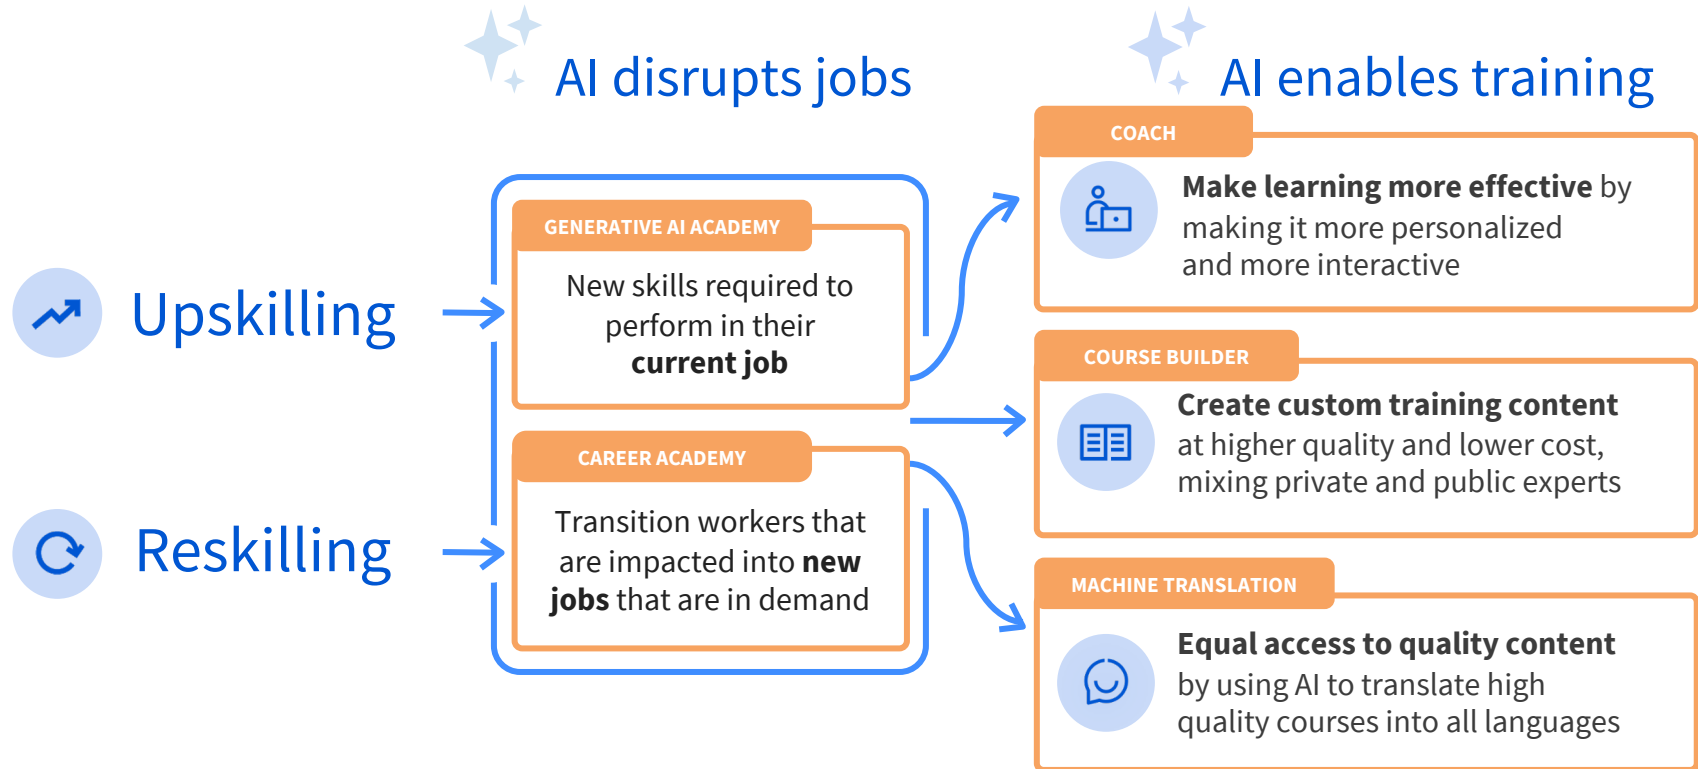 AI disrupts jobs
AI enables training
Upskilling
Reskilling
GENERATIVE AI ACADEMY
New skills required to
perform in their
current job
CAREER ACADEMY
Transition workers that
are impacted into new
jobs that are in demand
COACH
Make learning more effective by
making it more personalized
and more interactive
COURSE BUILDER
Create custom training content
at higher quality and lower cost,
mixing private and public experts
MACHINE TRANSLATION
Equal access to quality content
by using AI to translate high
quality courses into all languages